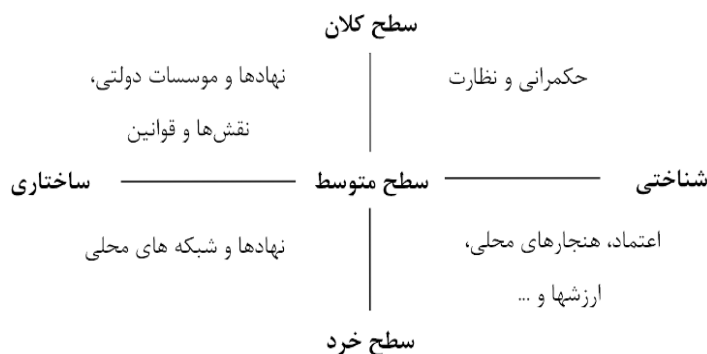 سطح کلان
حکمرانی و نظارت
نهادها و موسسات دولتی،
نقش‌ها و قوانین
شناختی
سطح متوسط
ساختاری
اعتماد، هنجارهای محلی،
ارزشها و ...
نهادها و شبکه های محلی
سطح خرد